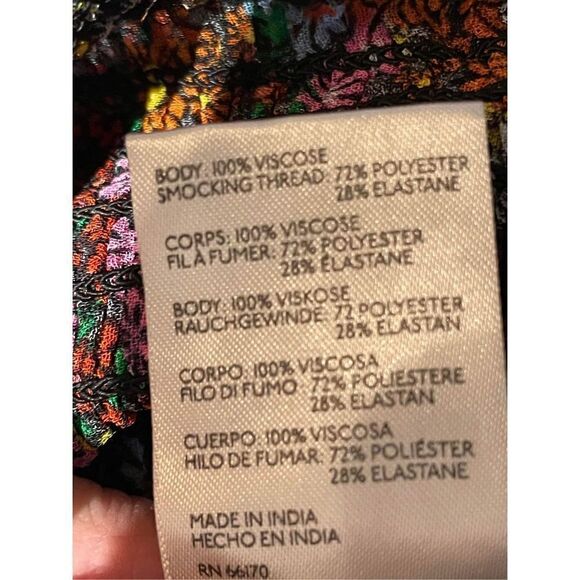 BODY: 100% VISCOSE
SMOCKING THREAD: 72% POLYESTER
28% ELASTANE
CORPS: 100% VISCOSE
FIL À FUMER: 72% POLYESTER
28% ÉLASTANE
BODY: 100% VISKOSE
RAUCHGEWINDE: 72 POLYESTER
28% ELASTAN
CORPO: 100% VISCOSA
FILO DI FUMO 72% POLIESTERE
28% ELASTAN
CUERPO: 100% VISCOSA
HILO DE FUMAR: 72% POLIÉSTER
28% ELASTANE
MADE IN INDIA
HECHO EN INDIA
RN 66170